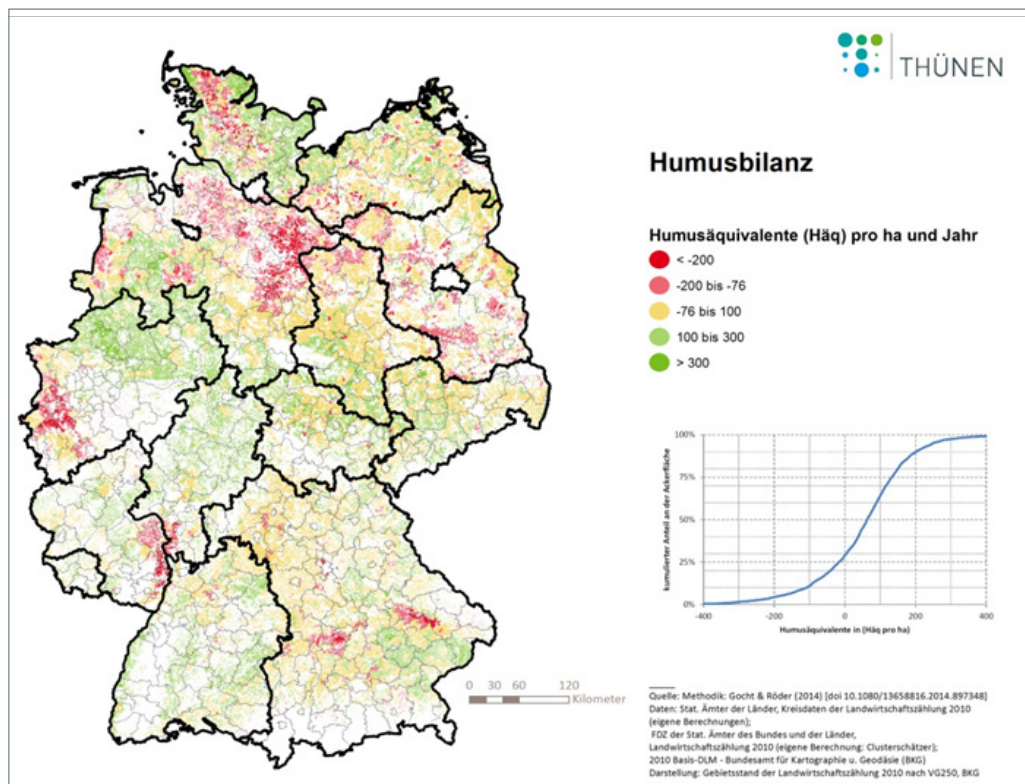 THÜNEN
Humusbilanz
Humusäquivalente (Häq) pro ha und Jahr
< -200
-200 bis -76
-76 bis 100
100 bis 300
> 300
100%
75%
50%
25%
0%
kumulierter Anteil an der Ackerfläche
-400 -200 0 200 400
Humusäquivalente in (Häq pro ha)
0 30 60 120
Kilometer
Quelle: Methodik: Gocht & Röder (2014) [doi 10.1080/13658816.2014.897348]
Daten: Stat. Ämter der Länder, Kreisdaten der Landwirtschaftszählung 2010
(eigene Berechnungen);
FDZ der Stat. Ämter des Bundes und der Länder,
Landwirtschaftszählung 2010 (eigene Berechnung: Clusterschätzer);
2010 Basis-DLM - Bundesamt für Kartographie u. Geodäsie (BKG)
Darstellung: Gebietsstand der Landwirtschaftszählung 2010 nach VG250, BKG